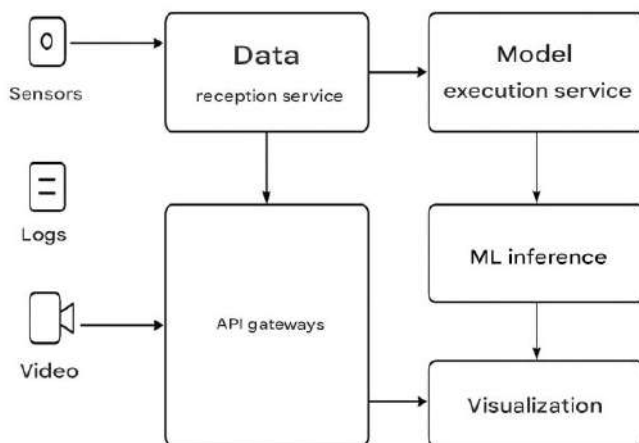 Sensors
Data
reception service
Model
execution service
Logs
ML inference
Video
API gateways
Visualization